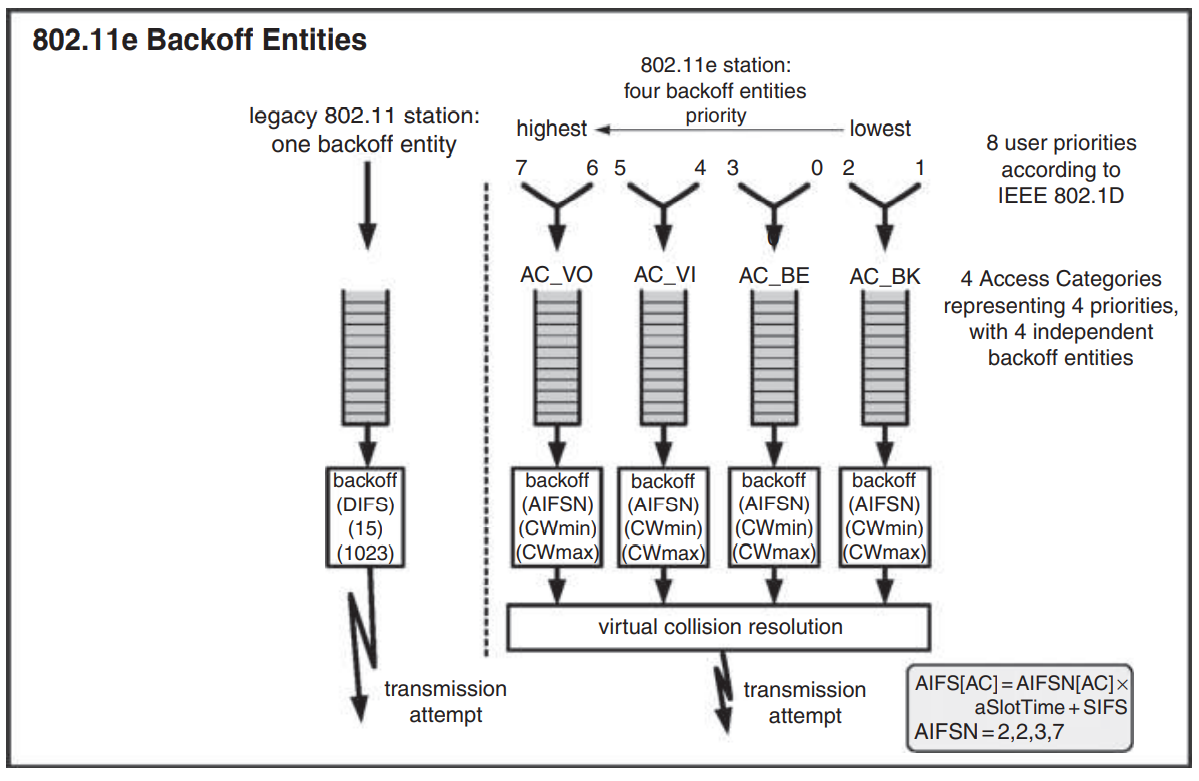 802.11e Backoff Entities
legacy 802.11 station:
one backoff entity
802.11e station:
four backoff entities
priority
highest
lowest
7 6 5 4 3 0 2 1
8 user priorities
according to
IEEE 802.1D
AC_VO AC_VI AC_BE AC_BK
4 Access Categories
representing 4 priorities,
with 4 independent
backoff entities
backoff
(DIFS)
(15)
(1023)
backoff
(AIFSN)
(CWmin)
(CWmax)
backoff
(AIFSN)
(CWmin)
(CWmax)
backoff
(AIFSN)
(CWmin)
(CWmax)
backoff
(AIFSN)
(CWmin)
(CWmax)
virtual collision resolution
transmission
attempt
transmission
attempt
AIFS[AC] = AIFSN[AC] ×
aSlotTime + SIFS
AIFSN = 2,2,3,7